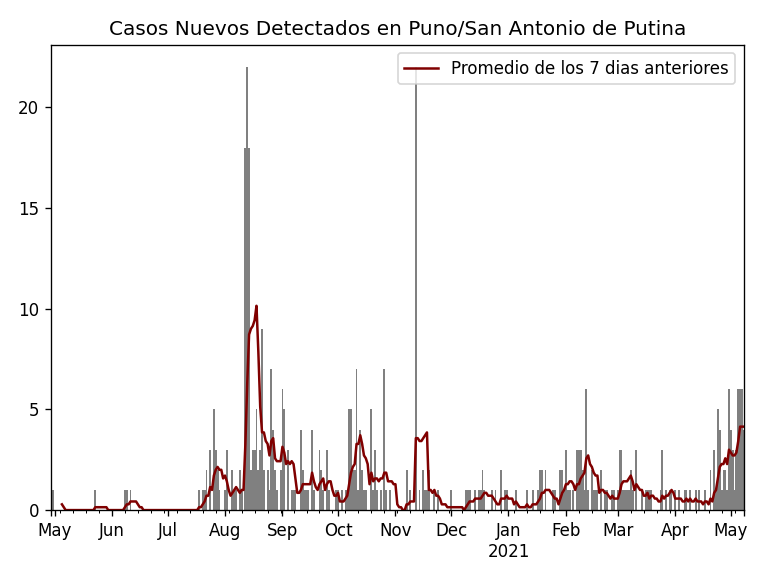 Casos Nuevos Detectados en Puno/San Antonio de Putina
Promedio de los 7 dias anteriores
20
15
10
5
0
May Jun Jul Aug Sep Oct Nov Dec Jan Feb Mar Apr May
2021